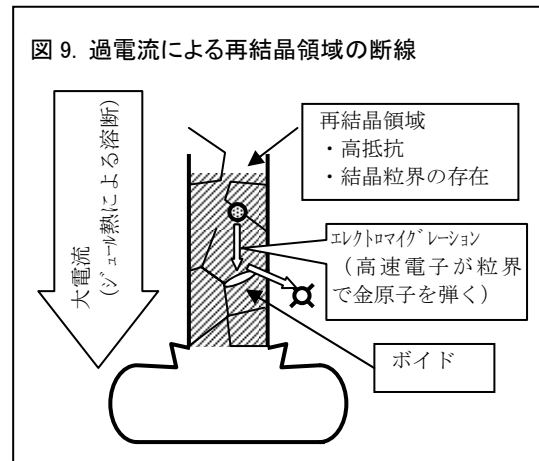 図 9. 過電流による再結晶領域の断線
大電流
(ｼﾞｭｰﾙ熱による溶断)
再結晶領域
・高抵抗
・結晶粒界の存在
ｴﾚｸﾄﾛﾏｲｸﾞﾚｰｼｮﾝ
（高速電子が粒界
で金原子を弾く）
ボイド